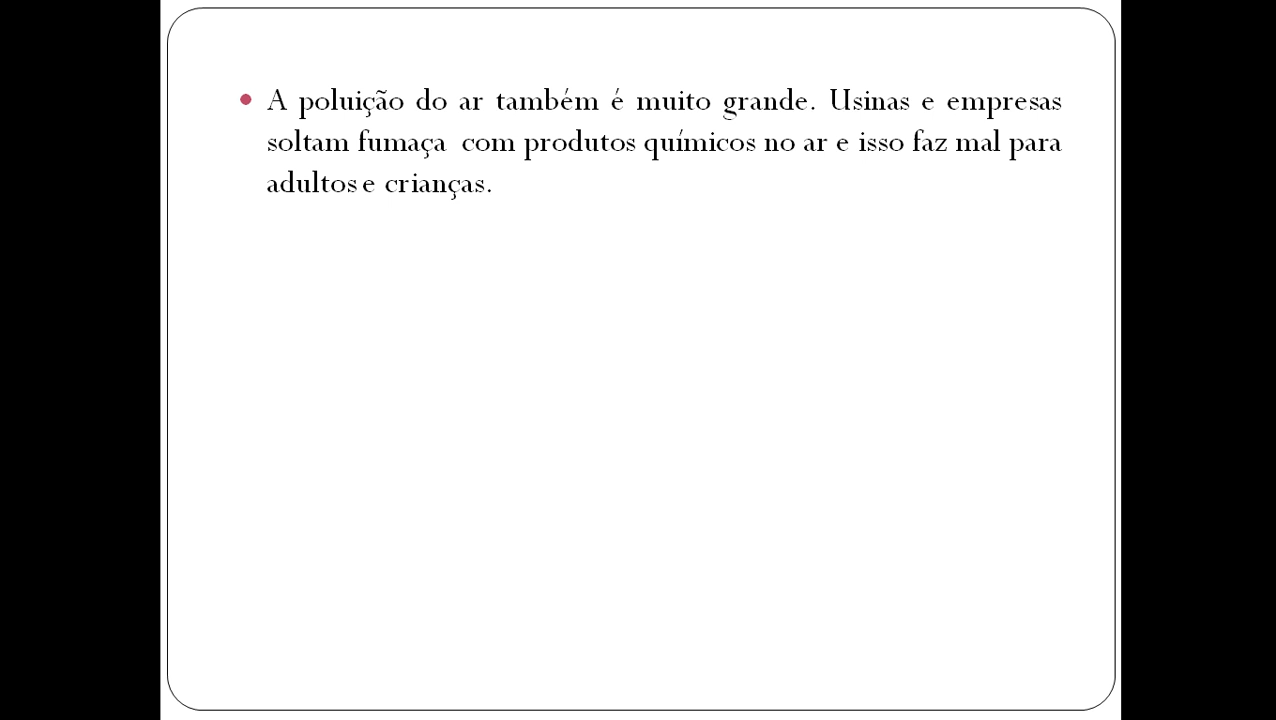 A poluição do ar também é muito grande. Usinas e empresas
soltam fumaça com produtos químicos no ar e isso faz mal para
adultos e crianças.